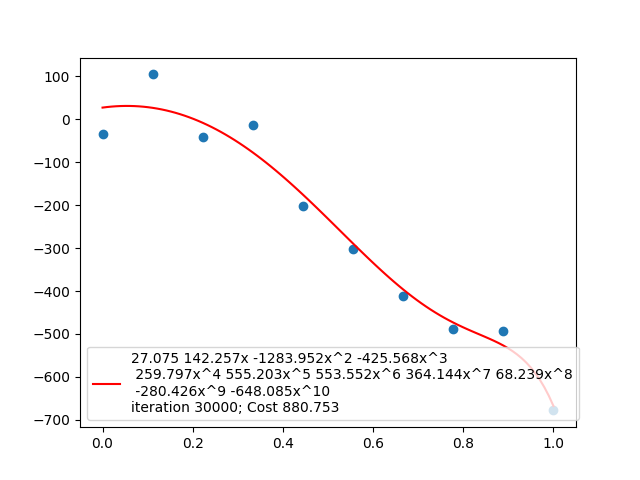 100
0
−100
−200
−300
−400
−500
−600
−700
27.075 142.257x -1283.952x^2 -425.568x^3
259.797x^4 555.203x^5 553.552x^6 364.144x^7 68.239x^8
-280.426x^9 -648.085x^10
iteration 30000; Cost 880.753
0.0 0.2 0.4 0.6 0.8 1.0